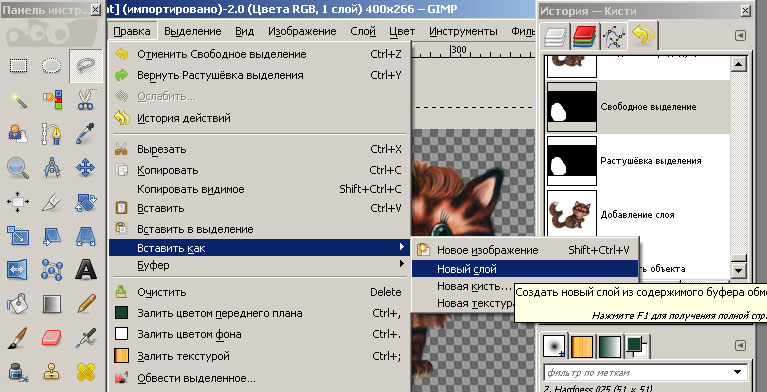 Панель инстр...
nt] (импортировано)-2.0 (Цвета RGB, 1 слой) 400x266 – GIMP
История — Кисти
Правка Выделение Вид Изображение Слой Цвет Инструменты Филь
300
Отменить Свободное выделение Ctrl+Z
Вернуть Растушёвка выделения Ctrl+Y
Ослабить...
История действий
Вырезать Ctrl+X
Копировать Ctrl+C
Копировать видимое Shift+Ctrl+C
Вставить Ctrl+V
Вставить в выделение
Вставить как
Буфер
Очистить Delete
Залить цветом переднего плана Ctrl+,
Залить цветом фона Ctrl+.
Залить текстурой Ctrl+;
Обвести выделенное...
Новое изображение Shift+Ctrl+V
Новый слой
Новая кисть...
Новая текстура
Создать новый слой из содержимого буфера обм
Нажмите F1 для получения полной спра
Свободное выделение
Растушёвка выделения
Добавление слоя
ь объекта
фильтр по меткам
2. Hardness 025 (51 × 51)